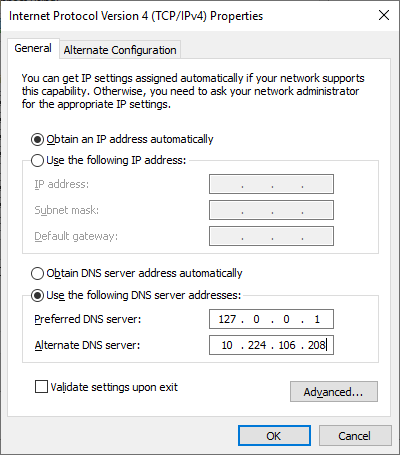 Internet Protocol Version 4 (TCP/IPv4) Properties
General Alternate Configuration
You can get IP settings assigned automatically if your network supports
this capability. Otherwise, you need to ask your network administrator
for the appropriate IP settings.
Obtain an IP address automatically
Use the following IP address:
IP address: . . .
Subnet mask: . . .
Default gateway: . . .
Obtain DNS server address automatically
Use the following DNS server addresses:
Preferred DNS server: 127 . 0 . 0 . 1
Alternate DNS server: 10 . 224 . 106 . 208
Validate settings upon exit
Advanced...
OK Cancel